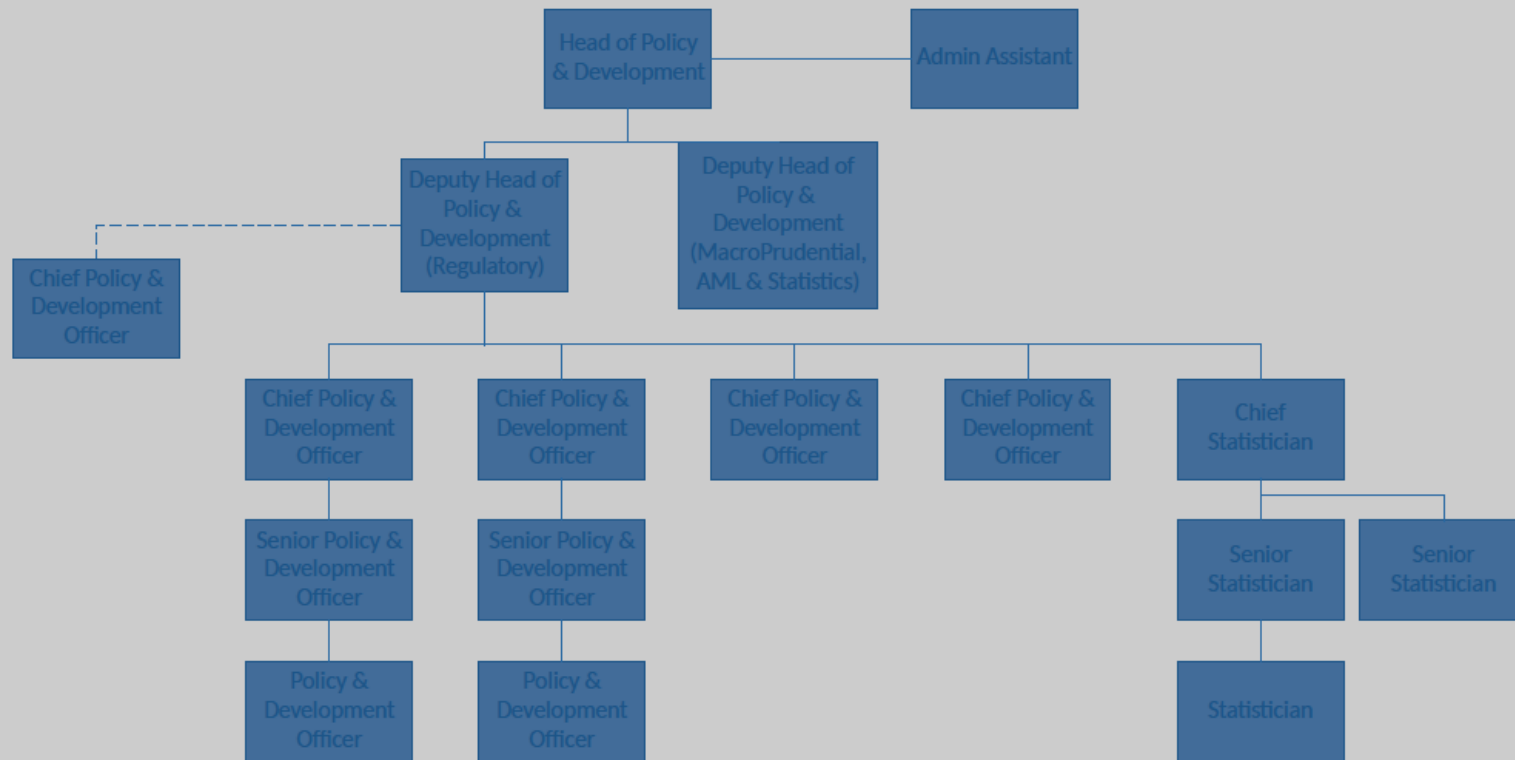 Head of Policy
& Development
Admin Assistant
Deputy Head of
Policy &
Development
(Regulatory)
Deputy Head of
Policy &
Development
(MacroPrudential,
AML & Statistics)
Chief Policy &
Development
Officer
Chief Policy &
Development
Officer
Chief Policy &
Development
Officer
Chief Policy &
Development
Officer
Chief Policy &
Development
Officer
Chief
Statistician
Senior Policy &
Development
Officer
Senior Policy &
Development
Officer
Senior
Statistician
Senior
Statistician
Policy &
Development
Officer
Policy &
Development
Officer
Statistician